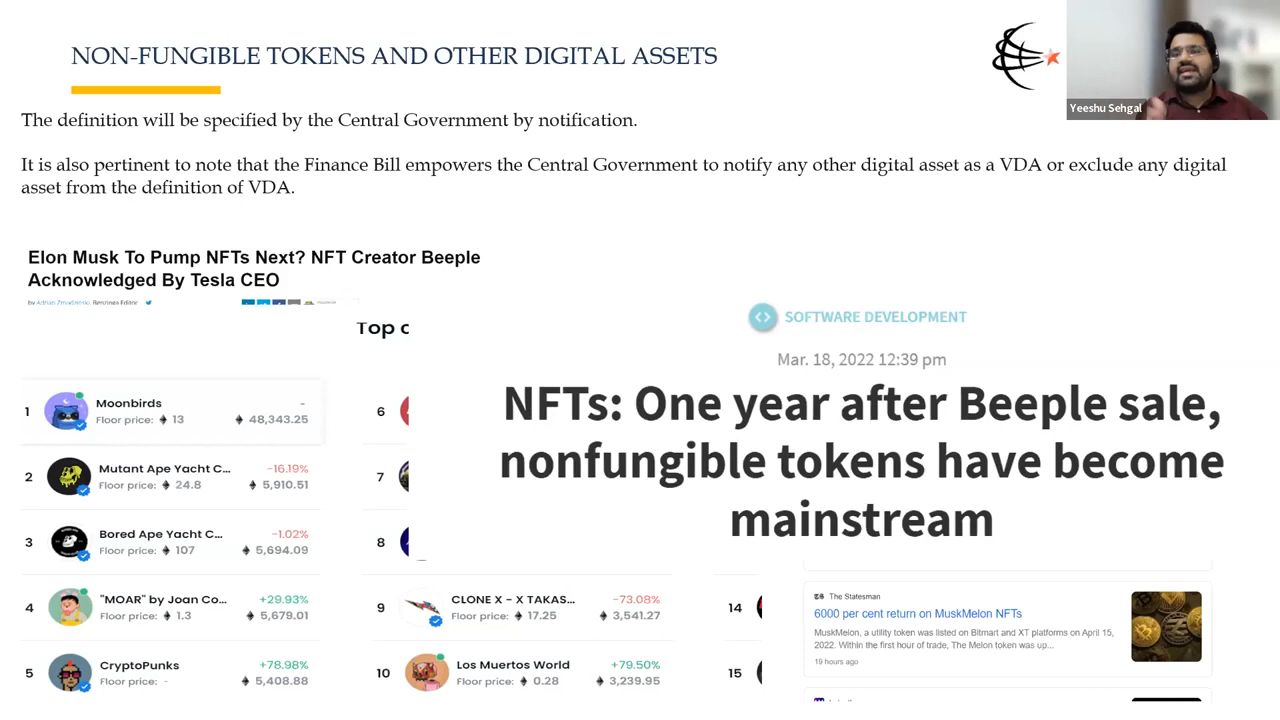 NON-FUNGIBLE TOKENS AND OTHER DIGITAL ASSETS
Yeeshu Sehgal
The definition will be specified by the Central Government by notification.
It is also pertinent to note that the Finance Bill empowers the Central Government to notify any other digital asset as a VDA or exclude any digital
asset from the definition of VDA.
Elon Musk To Pump NFTs Next? NFT Creator Beeple
Acknowledged By Tesla CEO
Top c
1
Moonbirds
-
Floor price: 13
48,343.25
2
Mutant Ape Yacht C...
-16.19%
Floor price: 24.8
5,910.51
3
Bored Ape Yacht C...
-1.02%
Floor price: 107
5,694.09
4
"MOAR" by Joan Co...
+29.93%
Floor price: 1.3
5,679.01
5
CryptoPunks
+78.98%
Floor price: -
5,408.88
6
7
8
9
CLONE X - X TAKAS...
-73.08%
Floor price: 17.25
3,541.27
10
Los Muertos World
+79.50%
Floor price: 0.28
3,239.95
14
15
SOFTWARE DEVELOPMENT
Mar. 18, 2022 12:39 pm
NFTs: One year after Beeple sale,
nonfungible tokens have become
mainstream
The Statesman
6000 per cent return on MuskMelon NFTs
MuskMelon, a utility token was listed on Bitmart and XT platforms on April 15,
2022. Within the first hour of trade, The Melon token was up...
19 hours ago